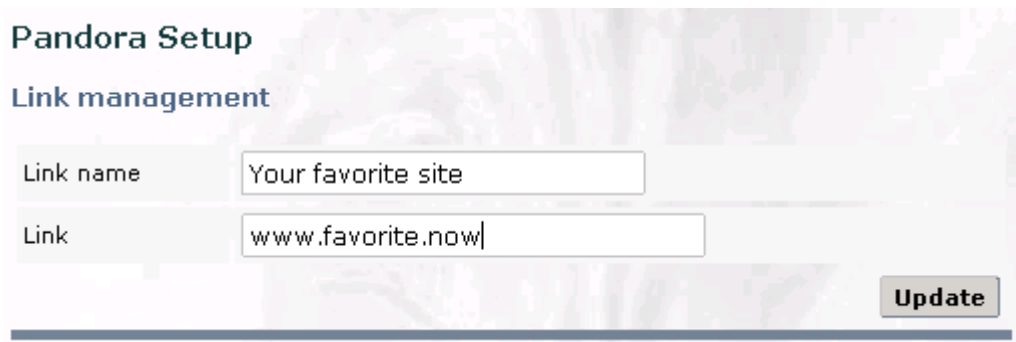 Pandora Setup
Link management
Link name Your favorite site
Link www.favorite.now
Update